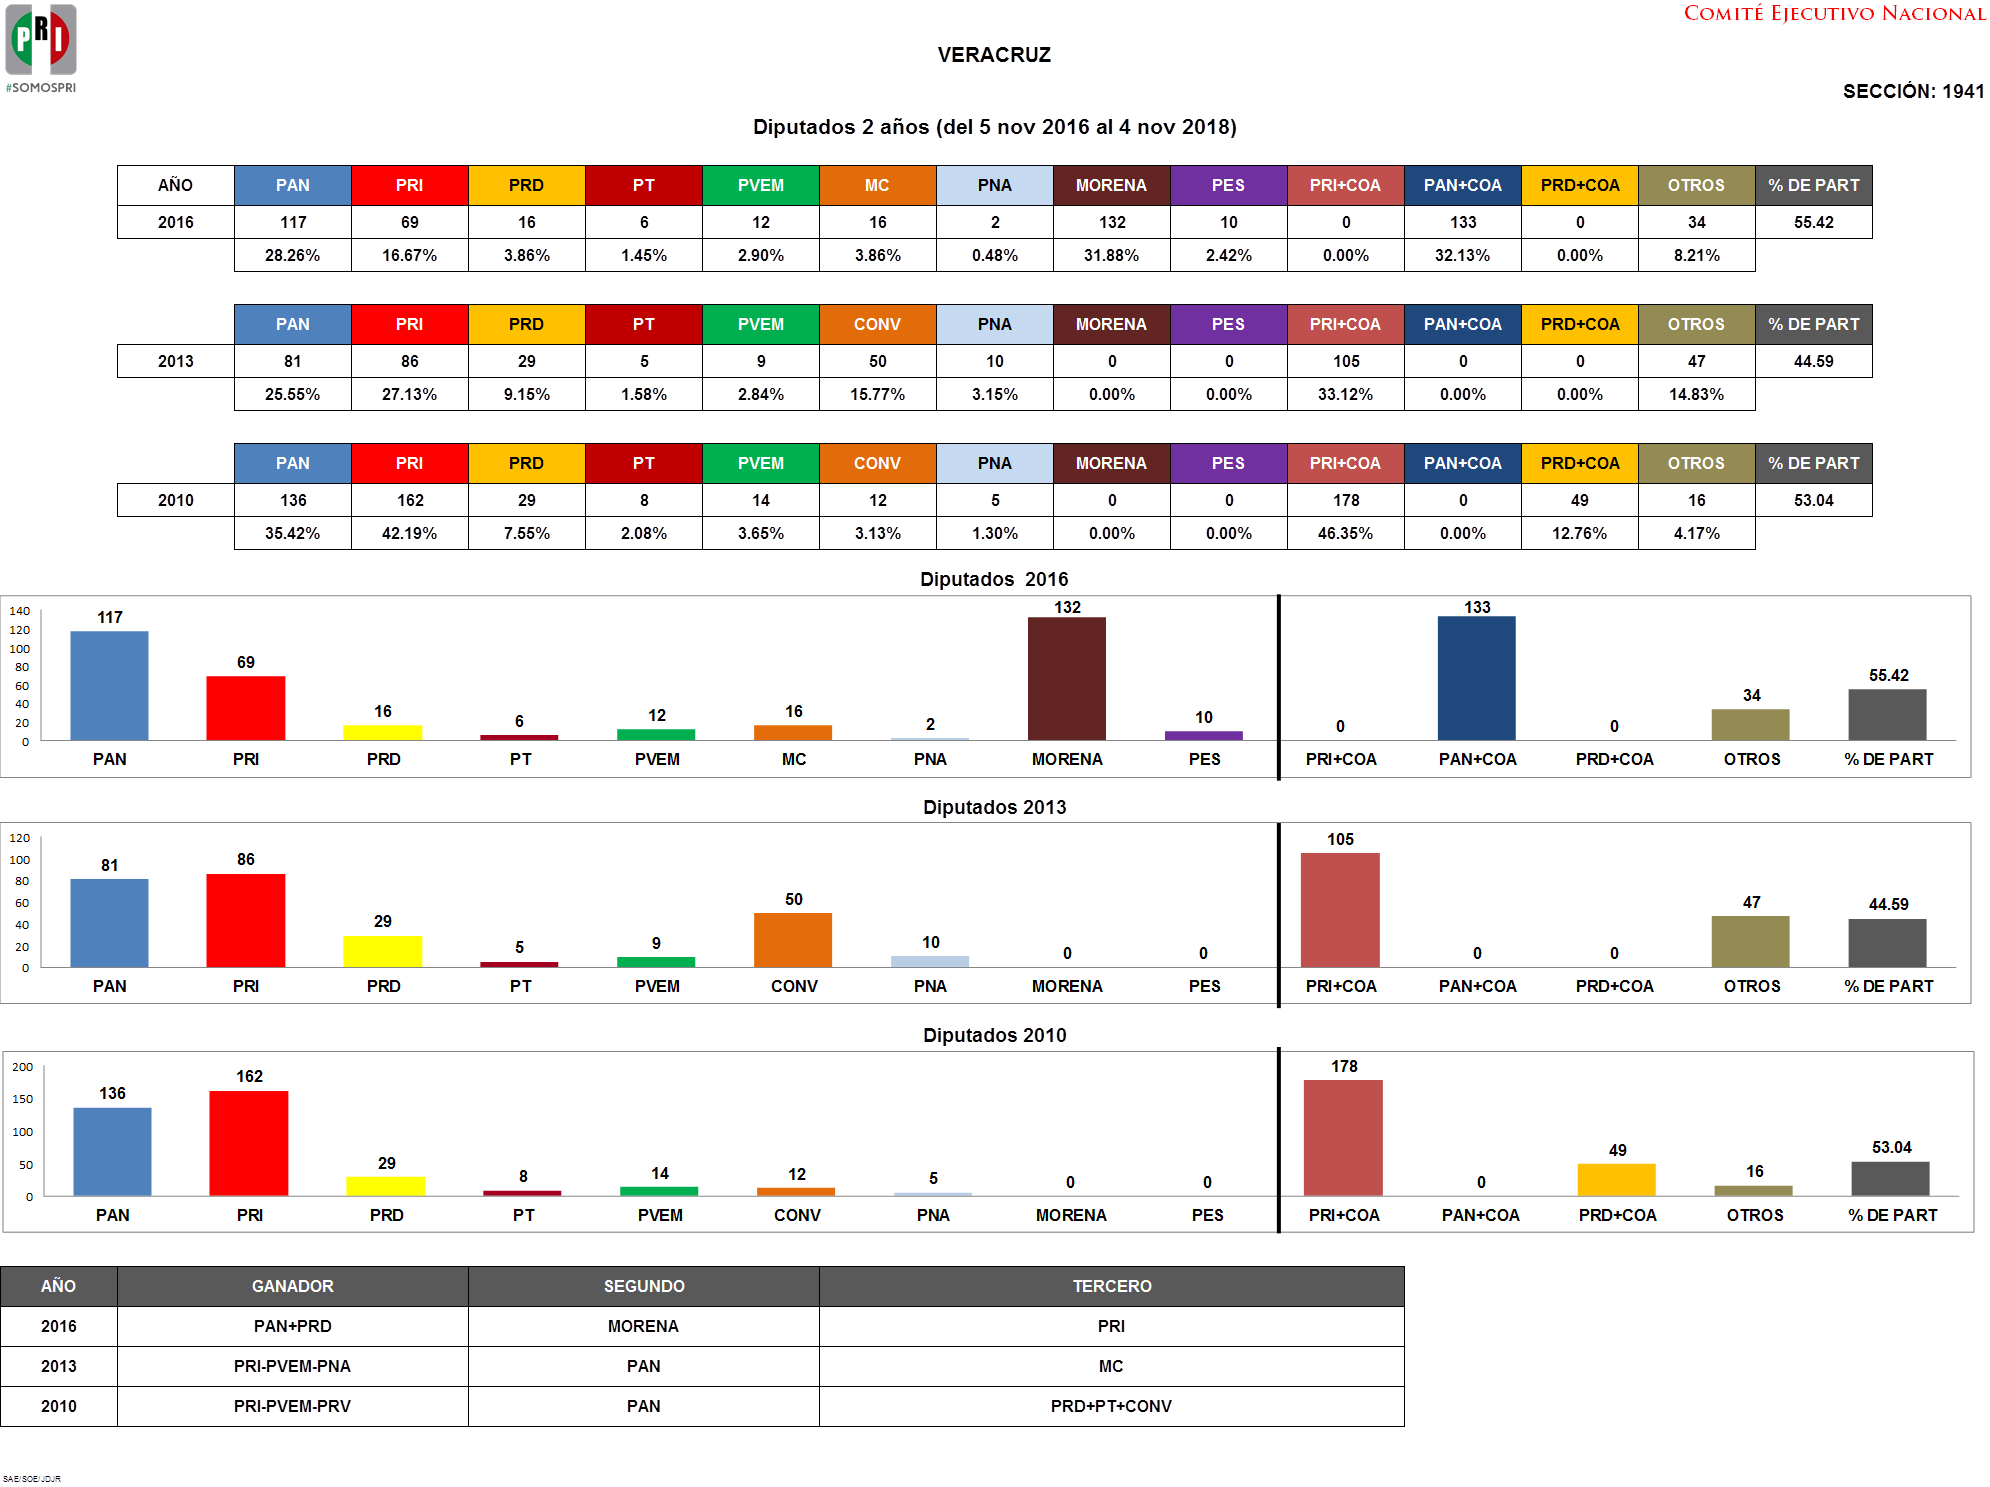 COMITÉ EJECUTIVO NACIONAL
PRI
#SOMOSPRI
VERACRUZ
SECCIÓN: 1941
Diputados 2 años (del 5 nov 2016 al 4 nov 2018)
AÑO PAN PRI PRD PT PVEM MC PNA MORENA PES PRI+COA PAN+COA PRD+COA OTROS % DE PART
2016 117 69 16 6 12 16 2 132 10 0 133 0 34 55.42
28.26% 16.67% 3.86% 1.45% 2.90% 3.86% 0.48% 31.88% 2.42% 0.00% 32.13% 0.00% 8.21%
PAN PRI PRD PT PVEM CONV PNA MORENA PES PRI+COA PAN+COA PRD+COA OTROS % DE PART
2013 81 86 29 5 9 50 10 0 0 105 0 0 47 44.59
25.55% 27.13% 9.15% 1.58% 2.84% 15.77% 3.15% 0.00% 0.00% 33.12% 0.00% 0.00% 14.83%
PAN PRI PRD PT PVEM CONV PNA MORENA PES PRI+COA PAN+COA PRD+COA OTROS % DE PART
2010 136 162 29 8 14 12 5 0 0 178 0 49 16 53.04
35.42% 42.19% 7.55% 2.08% 3.65% 3.13% 1.30% 0.00% 0.00% 46.35% 0.00% 12.76% 4.17%
Diputados 2016
140
120
100
80
60
40
20
0
117 69 16 6 12 16 2 132 10 0 133 0 34 55.42
PAN PRI PRD PT PVEM MC PNA MORENA PES PRI+COA PAN+COA PRD+COA OTROS % DE PART
Diputados 2013
120
100
80
60
40
20
0
81 86 29 5 9 50 10 0 0 105 0 0 47 44.59
PAN PRI PRD PT PVEM CONV PNA MORENA PES PRI+COA PAN+COA PRD+COA OTROS % DE PART
Diputados 2010
200
150
100
50
0
136 162 29 8 14 12 5 0 0 178 0 49 16 53.04
PAN PRI PRD PT PVEM CONV PNA MORENA PES PRI+COA PAN+COA PRD+COA OTROS % DE PART
AÑO GANADOR SEGUNDO TERCERO
2016 PAN+PRD MORENA PRI
2013 PRI-PVEM-PNA PAN MC
2010 PRI-PVEM-PRV PAN PRD+PT+CONV
SAE/SOE/JDJR